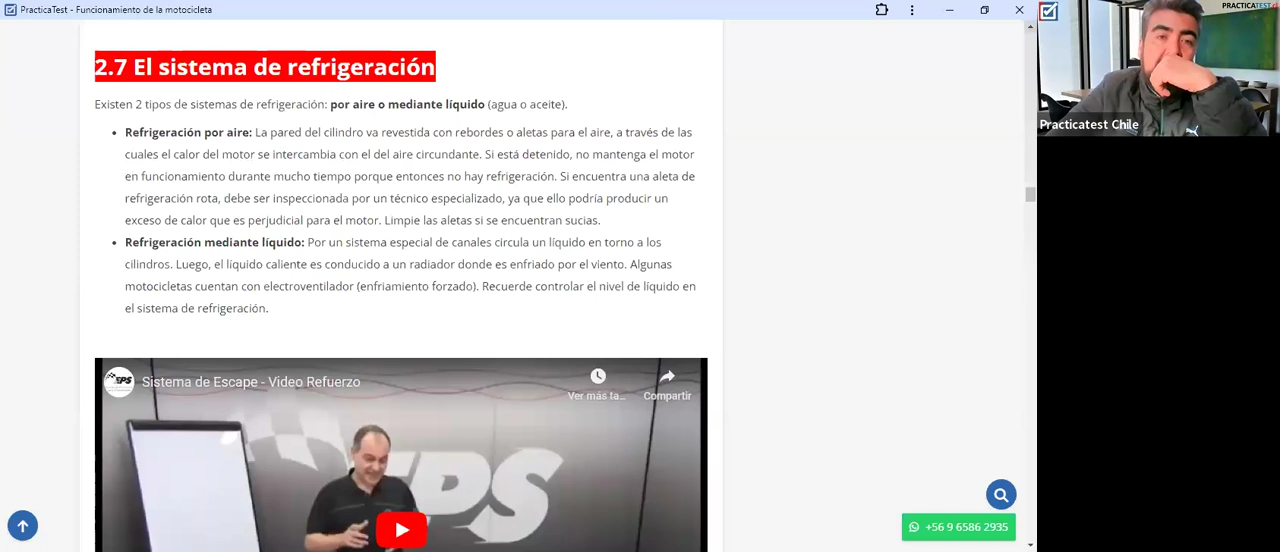 PracticaTest - Funcionamiento de la motocicleta
2.7 El sistema de refrigeración
Existen 2 tipos de sistemas de refrigeración: por aire o mediante líquido (agua o aceite).
Refrigeración por aire: La pared del cilindro va revestida con rebordes o aletas para el aire, a través de las
cuales el calor del motor se intercambia con el del aire circundante. Si está detenido, no mantenga el motor
en funcionamiento durante mucho tiempo porque entonces no hay refrigeración. Si encuentra una aleta de
refrigeración rota, debe ser inspeccionada por un técnico especializado, ya que ello podría producir un
exceso de calor que es perjudicial para el motor. Limpie las aletas si se encuentran sucias.
Refrigeración mediante líquido: Por un sistema especial de canales circula un líquido en torno a los
cilindros. Luego, el líquido caliente es conducido a un radiador donde es enfriado por el viento. Algunas
motocicletas cuentan con electroventilador (enfriamiento forzado). Recuerde controlar el nivel de líquido en
el sistema de refrigeración.
Sistema de Escape - Video Refuerzo
Ver más ta...
Compartir
EPS
+56 9 6586 2935
PRACTICATEST
Practicatest Chile